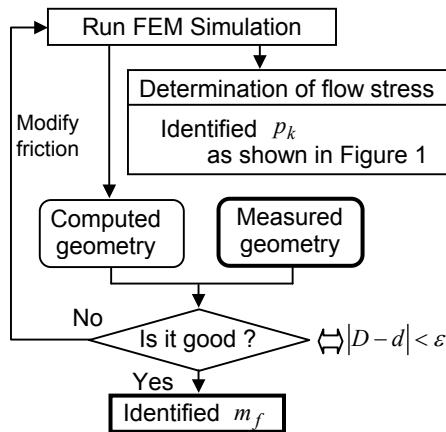 Run FEM Simulation
Determination of flow stress
Identified p_k
as shown in Figure 1
Modify
friction
Computed
geometry
Measured
geometry
No
Is it good ?
⇔|D − d| < ε
Yes
Identified m_f